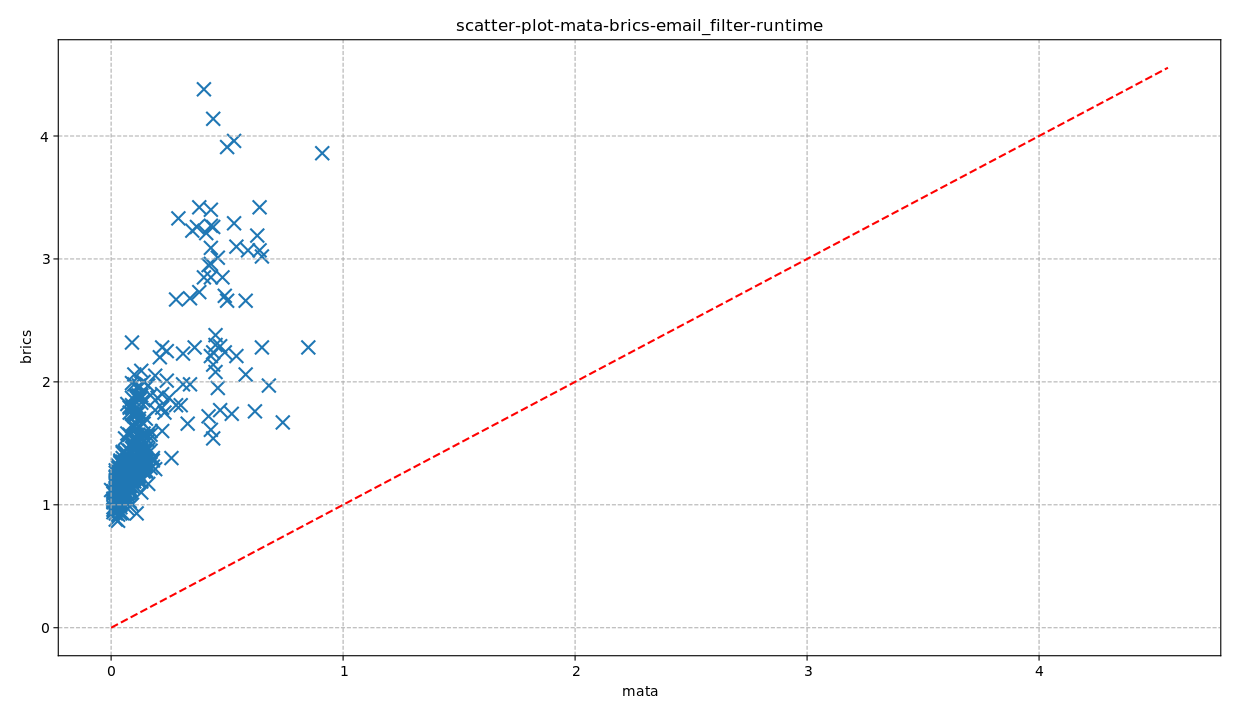 scatter-plot-mata-brics-email_filter-runtime
brics
4
3
2
1
0
0 1 2 3 4
mata